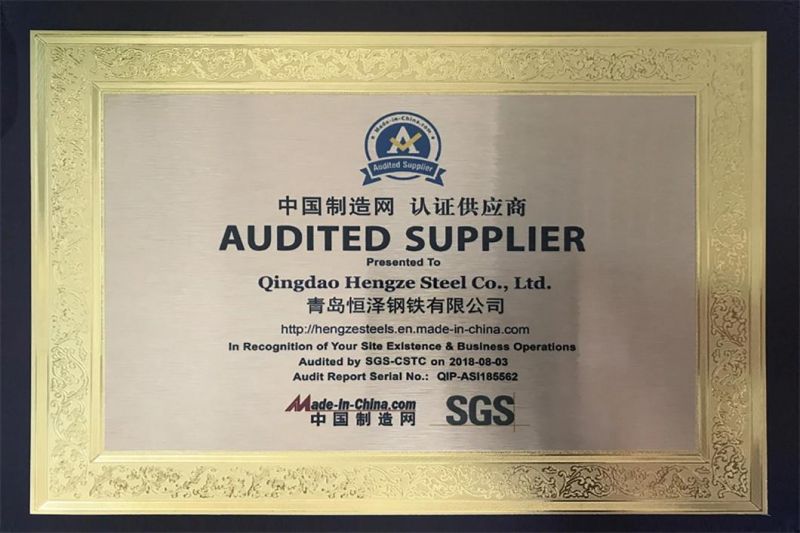 Made-in-China.com
A
Audited Supplier
中国制造网 认证供应商
AUDITED SUPPLIER
Presented To
Qingdao Hengze Steel Co., Ltd.
青岛恒泽钢铁有限公司
http://hengzesteels.en.made-in-china.com
In Recognition of Your Site Existence & Business Operations
Audited by SGS-CSTC on 2018-08-03
Audit Report Serial No.: QIP-ASI185562
Made-in-China.com
中国制造网
SGS